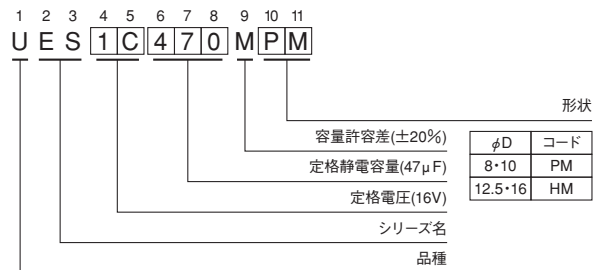 1 2 3 4 5 6 7 8 9 10 11
U E S 1 C 4 7 0 M P M
形状
容量許容差(±20%)
定格静電容量(47μF)
定格電圧(16V)
シリーズ名
品種
φD コード
8・10 PM
12.5・16 HM